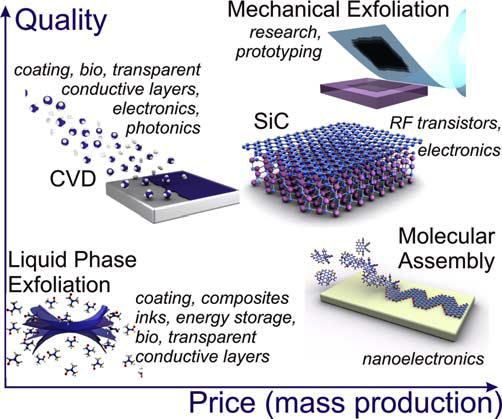 Quality
Mechanical Exfoliation
research,
prototyping
coating, bio, transparent
conductive layers,
electronics,
photonics
CVD
SiC
RF transistors,
electronics
Liquid Phase
Exfoliation
coating, composites
inks, energy storage,
bio, transparent
conductive layers
Molecular
Assembly
nanoelectronics
Price (mass production)